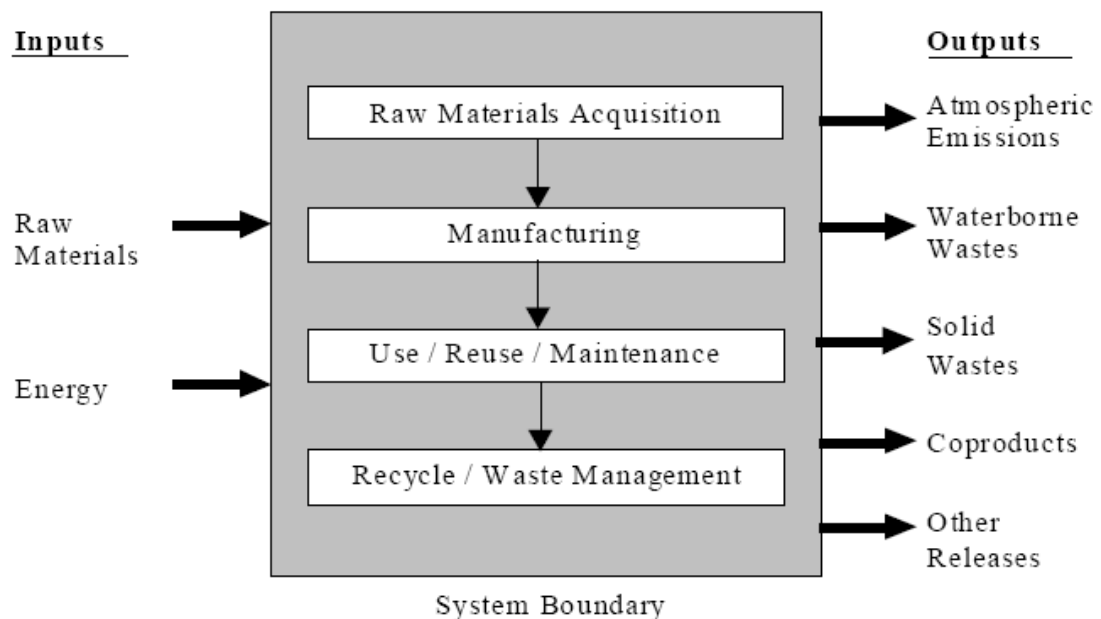 Inputs
Raw
Materials
Energy
Raw Materials Acquisition
Manufacturing
Use / Reuse / Maintenance
Recycle / Waste Management
System Boundary
Outputs
Atmospheric
Emissions
Waterborne
Wastes
Solid
Wastes
Coproducts
Other
Releases